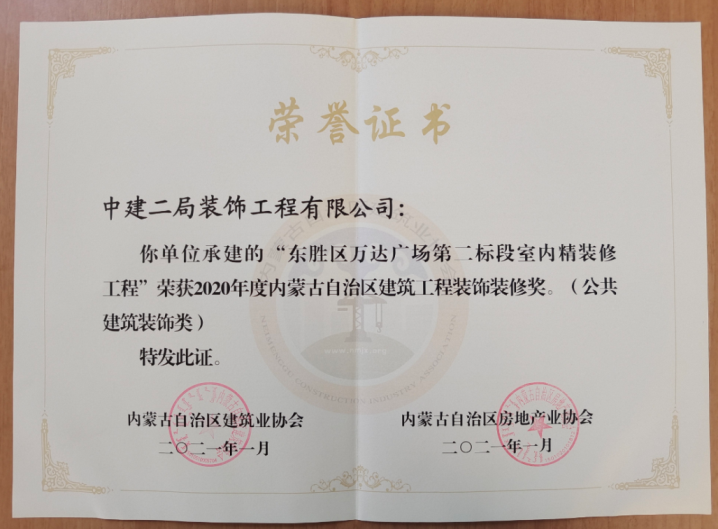 荣誉证书
中建二局装饰工程有限公司：
你单位承建的“东胜区万达广场第二标段室内精装修
工程”荣获2020年度内蒙古自治区建筑工程装饰装修奖。（公共
建筑装饰类）
特发此证。
内蒙古自治区建筑业协会
二〇二一年一月
内蒙古自治区房地产业协会
二〇二一年一月